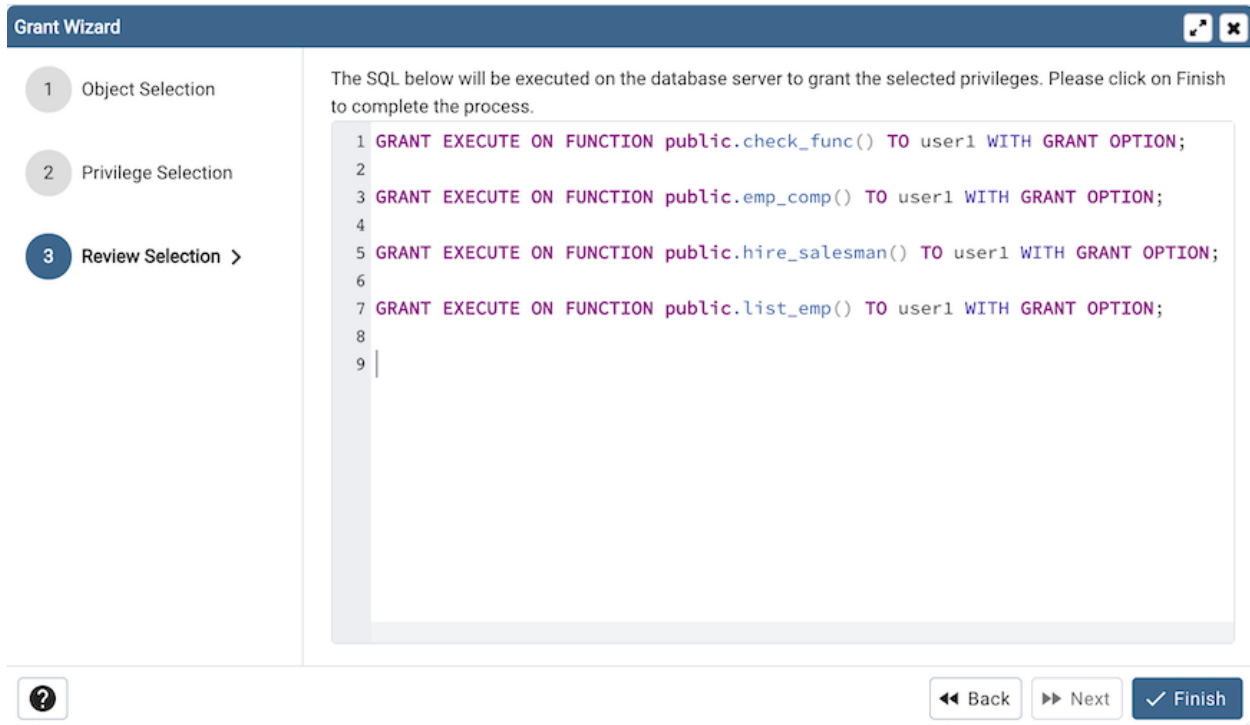 Grant Wizard
1 Object Selection
2 Privilege Selection
3 Review Selection >
The SQL below will be executed on the database server to grant the selected privileges. Please click on Finish
to complete the process.
1 GRANT EXECUTE ON FUNCTION public.check_func() TO user1 WITH GRANT OPTION;
2
3 GRANT EXECUTE ON FUNCTION public.emp_comp() TO user1 WITH GRANT OPTION;
4
5 GRANT EXECUTE ON FUNCTION public.hire_salesman() TO user1 WITH GRANT OPTION;
6
7 GRANT EXECUTE ON FUNCTION public.list_emp() TO user1 WITH GRANT OPTION;
8
9
? Back Next Finish